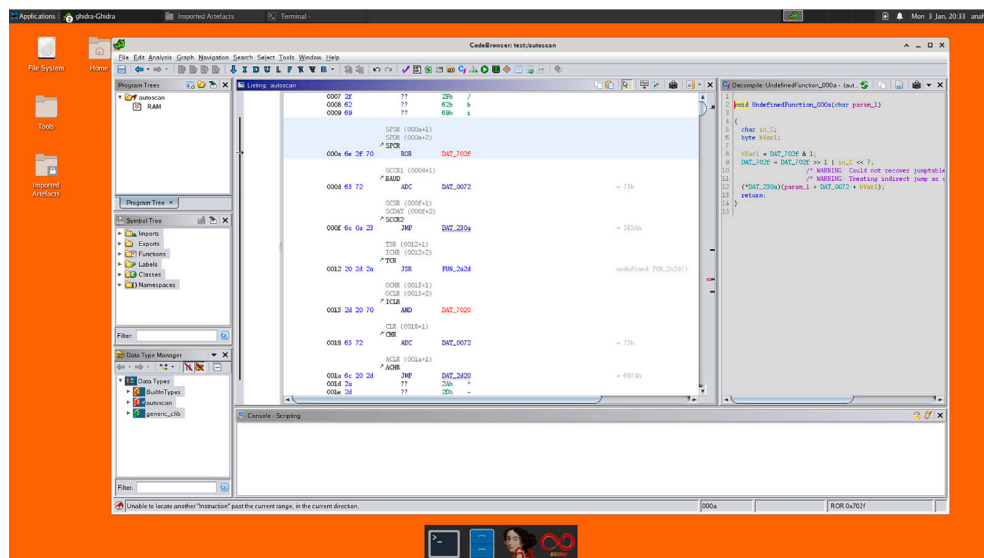 Applications
ghidra-Ghidra
Imported Artefacts
Terminal -
Mon 3 Jan, 20:33
File System
Home
Tools
Imported
Artefacts
CodeBrowser: test:/autoscan
File Edit Analysis Graph Navigation Search Select Tools Window Help
Program Trees
autoscan
RAM
Program Tree ×
Symbol Tree
Imports
Exports
Functions
Labels
Classes
Namespaces
Filter:
Data Type Manager
Data Types
BuiltInTypes
autoscan
generic_clib
Filter:
Listing: autoscan
0007 2f ?? 2Fh /
0008 62 ?? 62h b
0009 69 ?? 69h i
SPSR (000a+1)
SPDR (000a+2)
SPCR
000a 6e 2f 70 ROR DAT_702f
SCCR1 (000d+1)
BAUD
000d 65 72 ADC DAT_0072 = 75h
SCSR (000f+1)
SCDAT (000f+2)
SCCR2
000f 6c 0a 23 JMP DAT_230a
TSR (0012+1)
ICHR (0012+2)
TCR
0012 20 2d 2a JSR FUN_2a2d undefined FUN_2a2d()
OCHR (0015+1)
OCLR (0015+2)
ICLR
0015 2d 20 70 AND DAT_7020
CLR (0018+1)
CHR
0018 65 72 ADC DAT_0072
ACLR (001a+1)
ACHR
001a 6c 20 2d JMP DAT_2d20
001d 2a ?? 2Ah *
001e 2d ?? 2Dh -
Decompile: UndefinedFunction_000a - (aut..
1
2 void UndefinedFunction_000a(char param_1)
3
4 {
5 char in_C;
6 byte bVar1;
7
8 bVar1 = DAT_702f & 1;
9 DAT_702f = DAT_702f >> 1 | in_C << 7;
10 /* WARNING: Could not recover jumptable
11 /* WARNING: Treating indirect jump as
12 (*DAT_230a)(param_1 + DAT_0072 + bVar1);
13 return;
14 }
15
Console - Scripting
Unable to locate another "Instruction" past the current range, in the current direction.
000a
ROR 0x702f